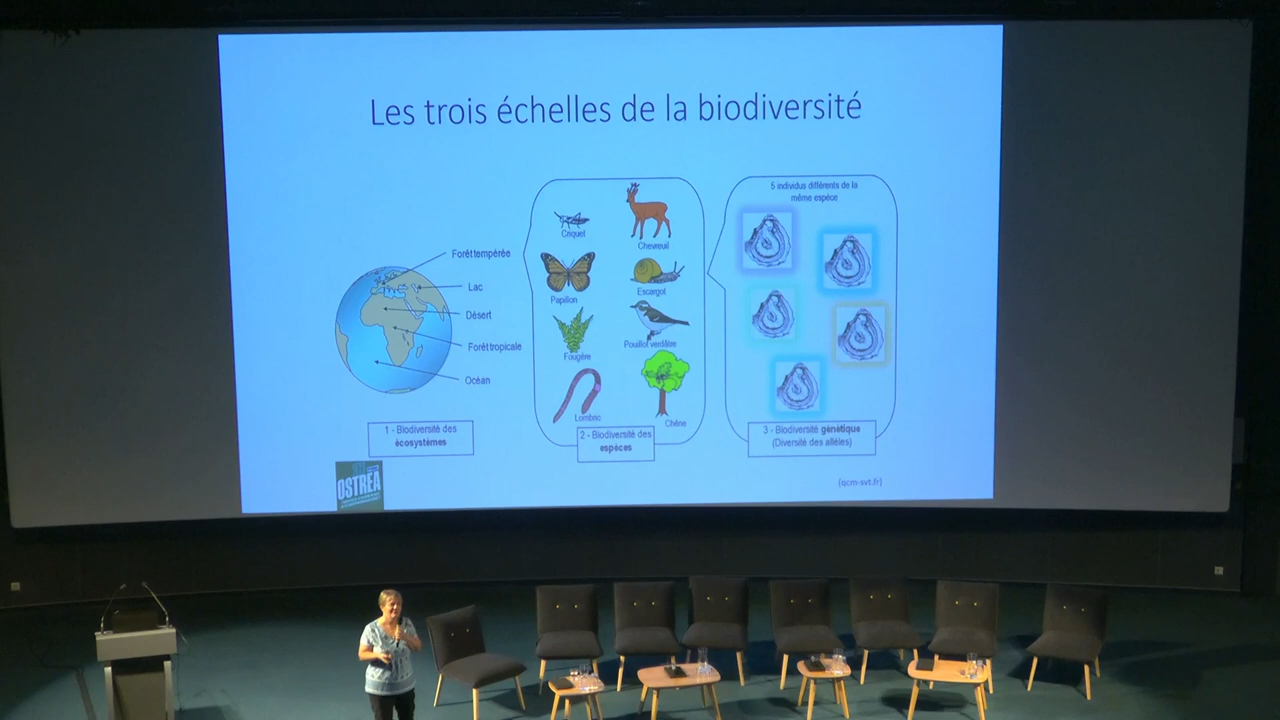 Les trois échelles de la biodiversité
Forêt tempérée
Lac
Désert
Forêt tropicale
Océan
1 - Biodiversité des
écosystèmes
Criquet
Chevreuil
Papillon
Escargot
Fougère
Pouillot verdâtre
Lombric
Chêne
2 - Biodiversité des
espèces
5 individus différents de la
même espèce
3 - Biodiversité génétique
(Diversité des allèles)
OSTRÉA
(qcm-svt.fr)